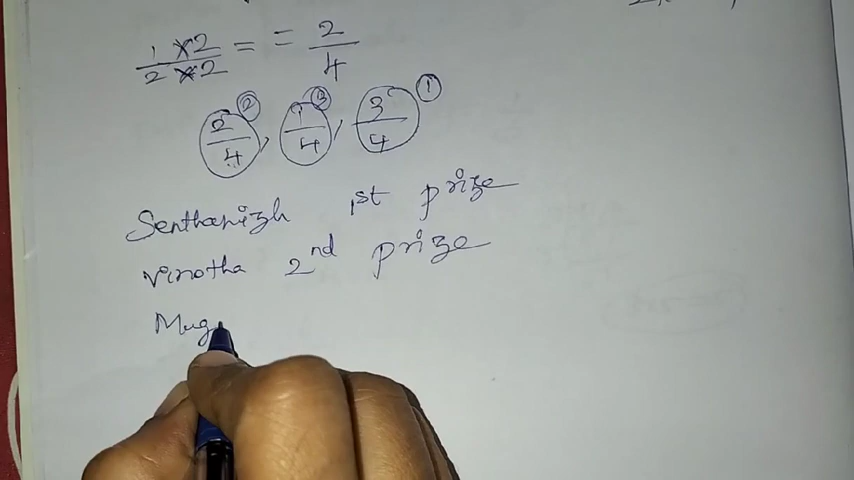 1 × 2 / 2 × 2 = = 2 / 4
2/4 ②, 1/4 ③, 3/4 ①
Senthamizh 1st prize
Vinotha 2nd prize
Mug